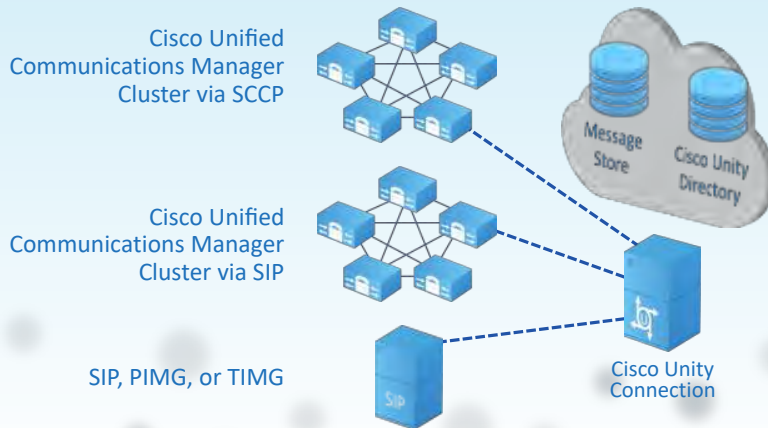 Cisco Unified
Communications Manager
Cluster via SCCP
Message
Store
Cisco Unity
Directory
Cisco Unified
Communications Manager
Cluster via SIP
SIP, PIMG, or TIMG
SIP
U
Cisco Unity
Connection